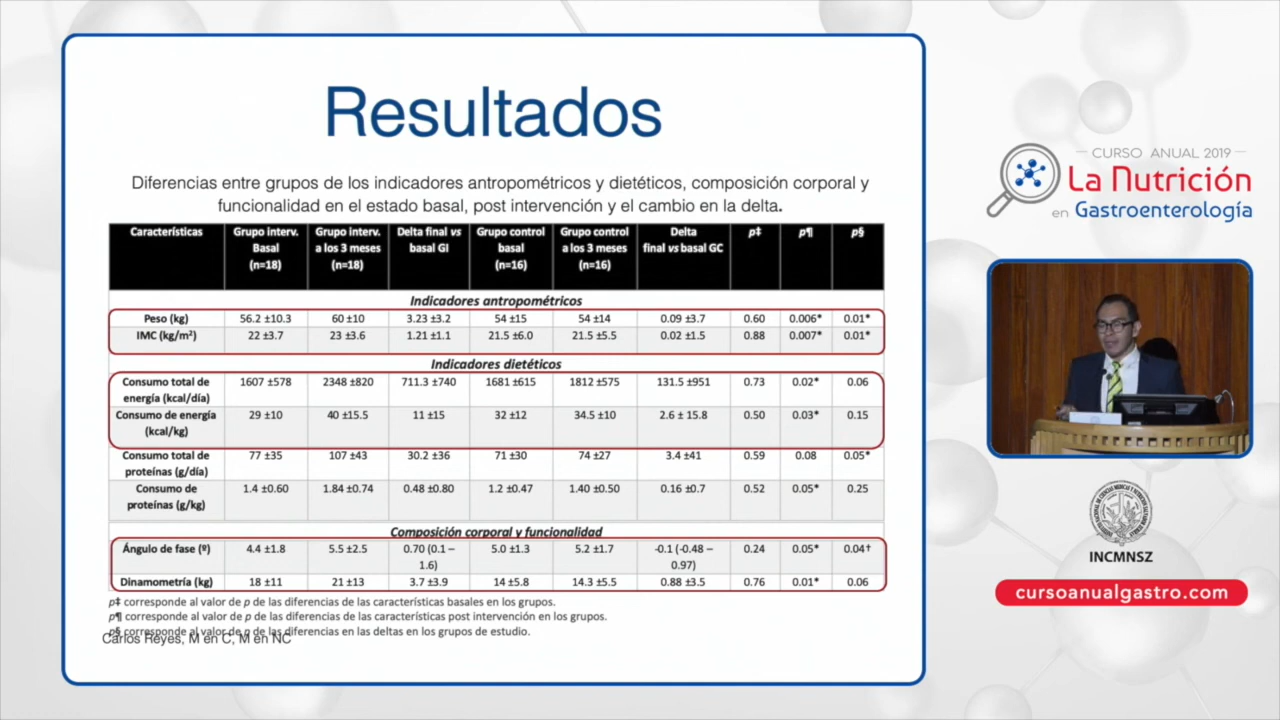 Resultados
Diferencias entre grupos de los indicadores antropométricos y dietéticos, composición corporal y
funcionalidad en el estado basal, post intervención y el cambio en la delta.
Características Grupo interv. Basal (n=18) Grupo interv. a los 3 meses (n=18) Delta final vs basal GI Grupo control basal (n=16) Grupo control a los 3 meses (n=16) Delta final vs basal GC p‡ p¶ p§
Indicadores antropométricos
Peso (kg) 56.2 ±10.3 60 ±10 3.23 ±3.2 54 ±15 54 ±14 0.09 ±3.7 0.60 0.006* 0.01*
IMC (kg/m²) 22 ±3.7 23 ±3.6 1.21 ±1.1 21.5 ±6.0 21.5 ±5.5 0.02 ±1.5 0.88 0.007* 0.01*
Indicadores dietéticos
Consumo total de energía (kcal/día) 1607 ±578 2348 ±820 711.3 ±740 1681 ±615 1812 ±575 131.5 ±951 0.73 0.02* 0.06
Consumo de energía (kcal/kg) 29 ±10 40 ±15.5 11 ±15 32 ±12 34.5 ±10 2.6 ± 15.8 0.50 0.03* 0.15
Consumo total de proteínas (g/día) 77 ±35 107 ±43 30.2 ±36 71 ±30 74 ±27 3.4 ±41 0.59 0.08 0.05*
Consumo de proteínas (g/kg) 1.4 ±0.60 1.84 ±0.74 0.48 ±0.80 1.2 ±0.47 1.40 ±0.50 0.16 ±0.7 0.52 0.05* 0.25
Composición corporal y funcionalidad
Ángulo de fase (º) 4.4 ±1.8 5.5 ±2.5 0.70 (0.1 – 1.6) 5.0 ±1.3 5.2 ±1.7 -0.1 (-0.48 – 0.97) 0.24 0.05* 0.04†
Dinamometría (kg) 18 ±11 21 ±13 3.7 ±3.9 14 ±5.8 14.3 ±5.5 0.88 ±3.5 0.76 0.01* 0.06
p‡ corresponde al valor de p de las diferencias de las características basales en los grupos.
p¶ corresponde al valor de p de las diferencias de las características post intervención en los grupos.
p§ corresponde al valor de p de las diferencias en las deltas en los grupos de estudio.
Carlos Reyes, M en C, M en NC
CURSO ANUAL 2019
La Nutrición
en Gastroenterología
INCMNSZ
cursoanualgastro.com